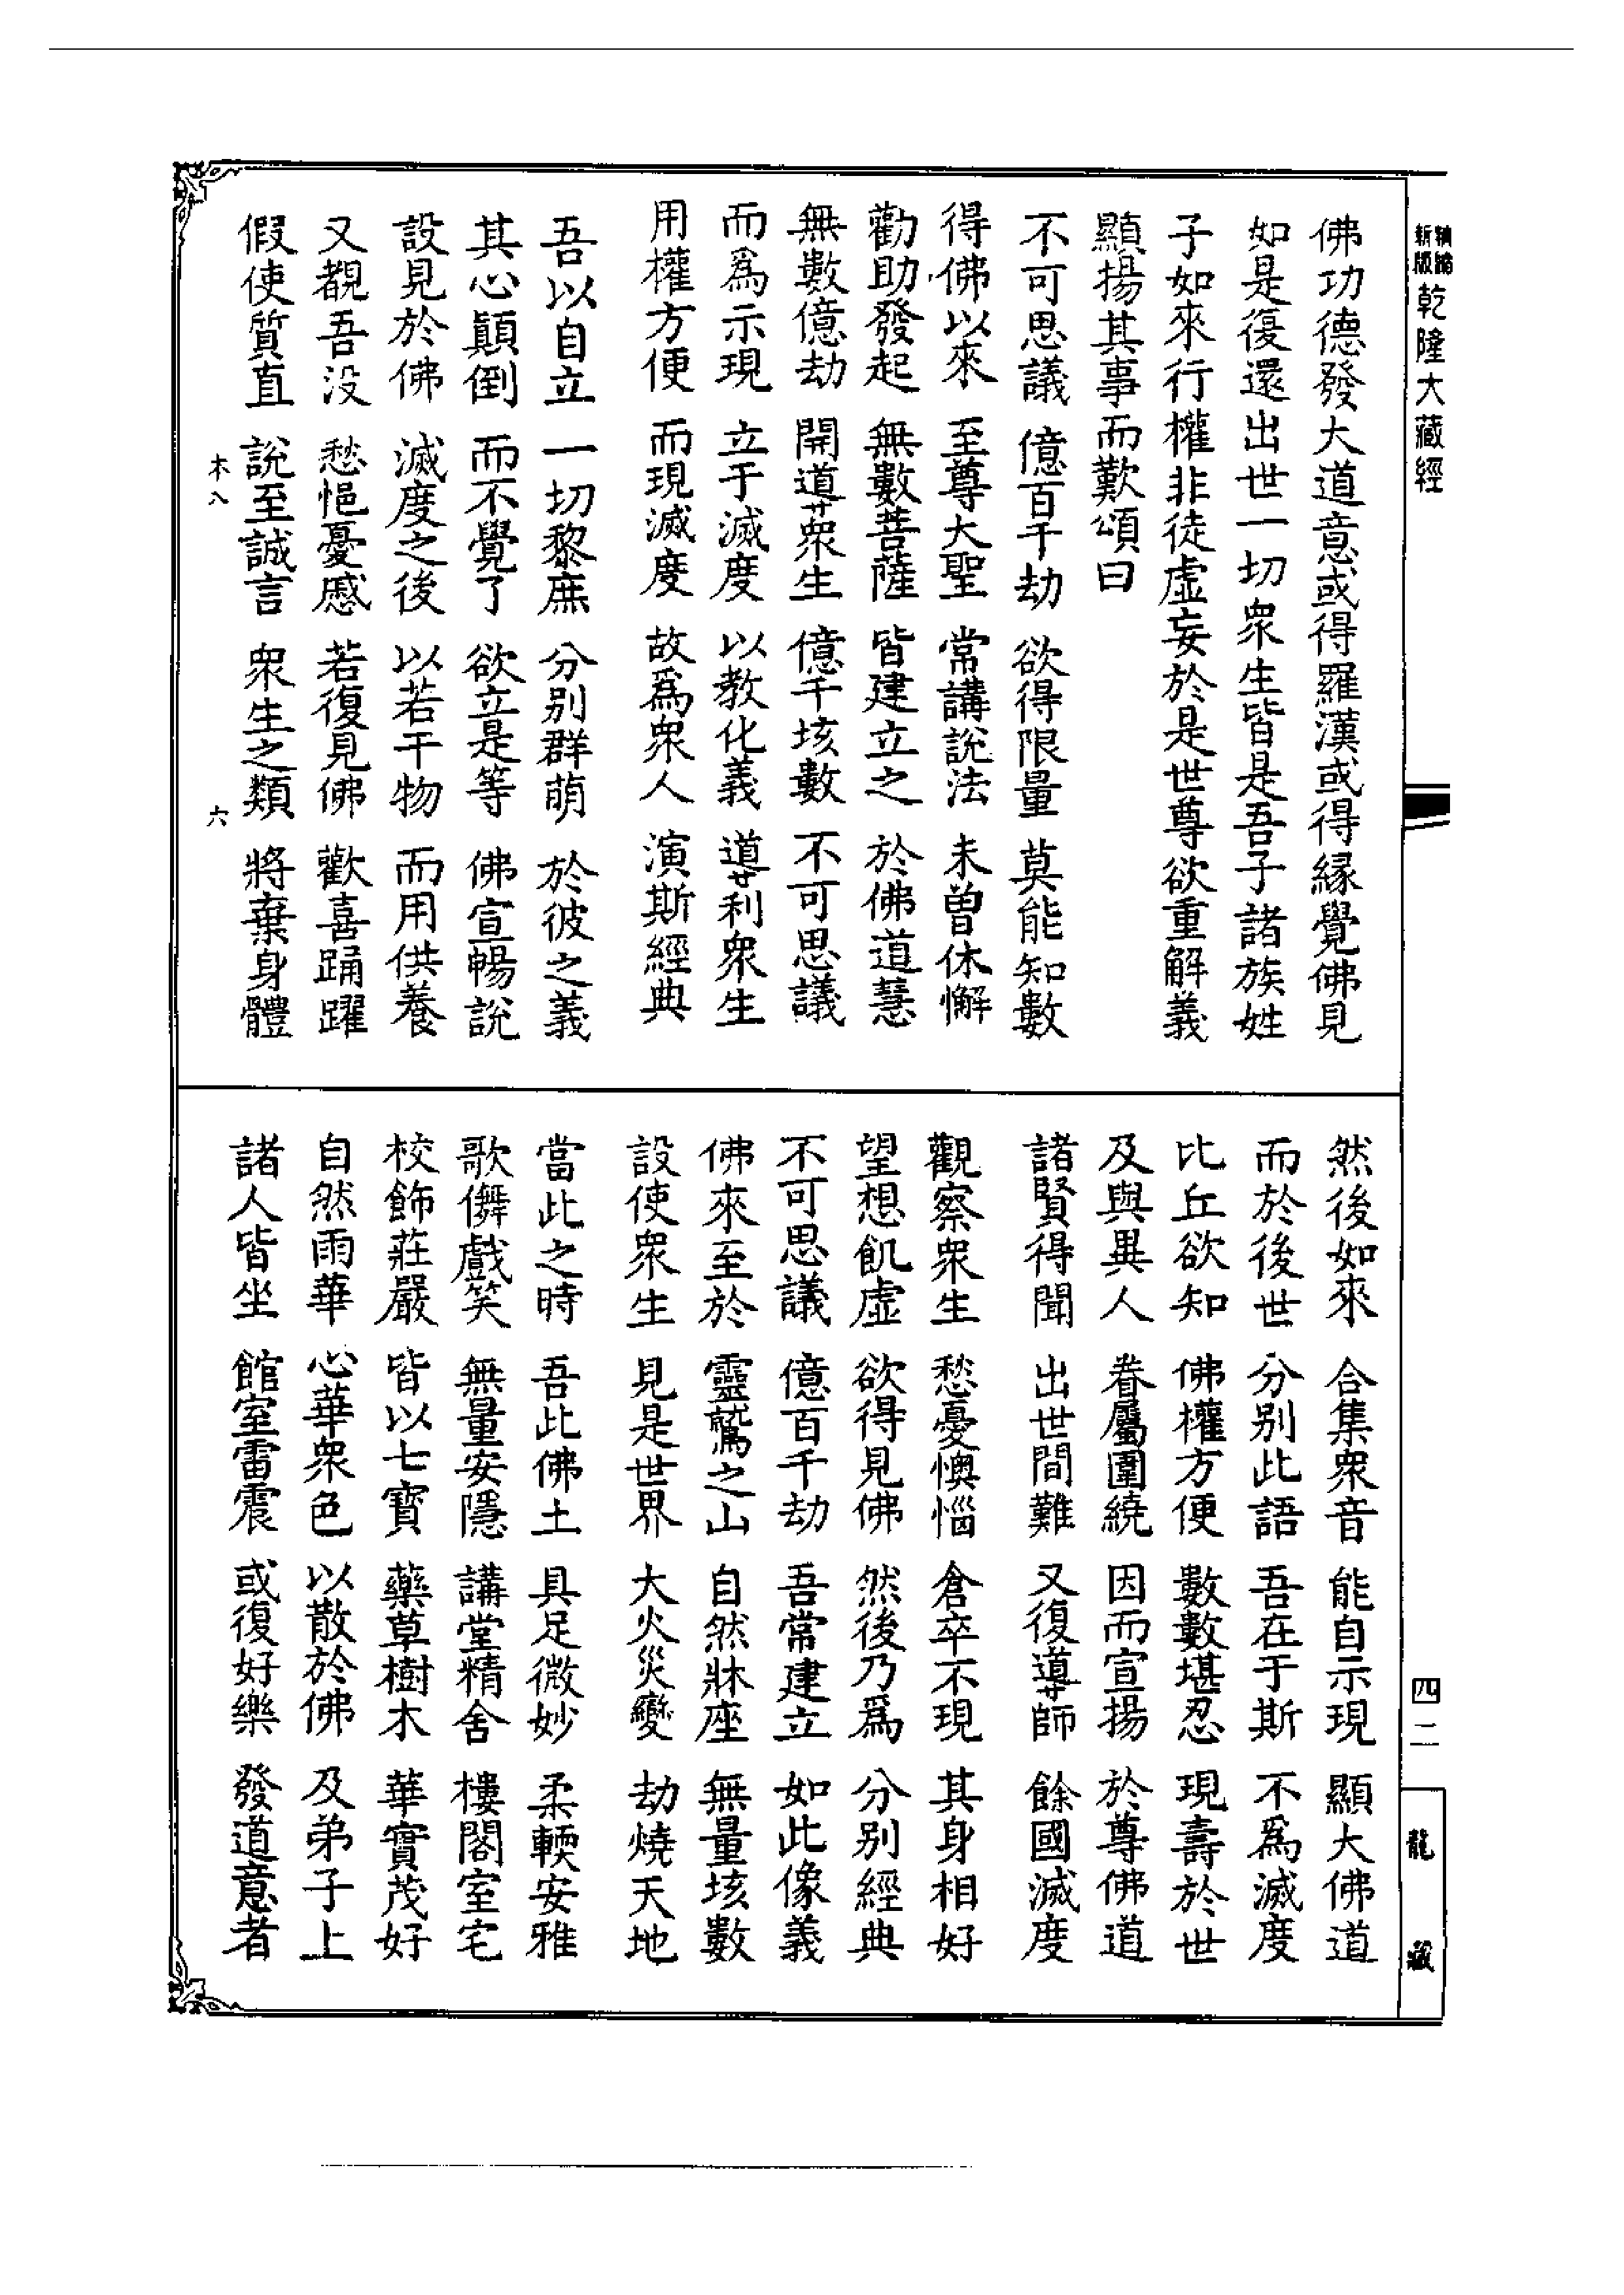 新版 精縮 乾隆大藏經
佛功德發大道意或得羅漢或得緣覺佛見
如是復還出世一切衆生皆是吾子諸族姓
子如來行權非徒虛妄於是世尊欲重解義
顯揚其事而歎頌曰
不可思議 億百千劫 欲得限量 莫能知數
得佛以來 至尊大聖 常講說法 未曾休懈
勸助發起 無數菩薩 皆建立之 於佛道慧
無數億劫 開道衆生 億千垓數 不可思議
而爲示現 立于滅度 以教化義 導利衆生
用權方便 而現滅度 故爲衆人 演斯經典
吾以自立 一切黎庶 分別群萌 於彼之義
其心顚倒 而不覺了 欲立是等 佛宣暢說
設見於佛 滅度之後 以若干物 而用供養
又覩吾没 愁悒憂慼 若復見佛 歡喜踊躍
假使質直 說至誠言 衆生之類 將棄身體
六
然後如來 合集衆音 能自示現 顯大佛道
而於後世 分別此語 吾在于斯 不爲滅度
比丘欲知 佛權方便 數數堪忍 現壽於世
及與異人 眷屬圍繞 因而宣揚 於尊佛道
諸賢得聞 出世間難 又復導師 餘國滅度
觀察衆生 愁憂懊惱 倉卒不現 其身相好
望想飢虛 欲得見佛 然後乃爲 分別經典
不可思議 億百千劫 吾常建立 如此像義
佛來至於 靈鷲之山 自然牀座 無量垓數
設使衆生 見是世界 大火災變 劫燒天地
當此之時 吾此佛土 具足微妙 柔輭安雅
歌儛戲笑 無量安隱 講堂精舍 樓閣室宅
校飾莊嚴 皆以七寶 藥草樹木 華實茂好
自然雨華 心華衆色 以散於佛 及弟子上
諸人皆坐 館室雷震 或復好樂 發道意者
四二
龍藏